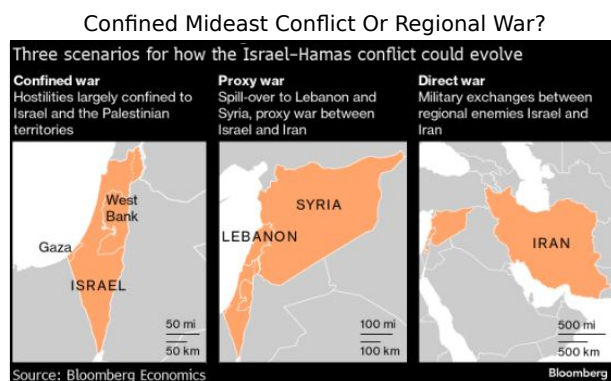 Confined Mideast Conflict Or Regional War?
Three scenarios for how the Israel–Hamas conflict could evolve
Confined war
Hostilities largely confined to
Israel and the Palestinian
territories
West
Bank
Gaza
ISRAEL
50 mi
50 km
Proxy war
Spill-over to Lebanon and
Syria, proxy war between
Israel and Iran
SYRIA
LEBANON
100 mi
100 km
Direct war
Military exchanges between
regional enemies Israel and
Iran
IRAN
500 mi
500 km
Source: Bloomberg Economics
Bloomberg